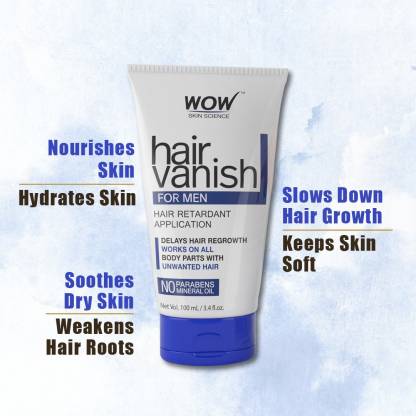 Nourishes
Skin
Hydrates Skin
Soothes
Dry Skin
Weakens
Hair Roots
WOW™
SKIN SCIENCE
hair
vanish
FOR MEN
HAIR RETARDANT
APPLICATION
DELAYS HAIR REGROWTH
WORKS ON ALL
BODY PARTS WITH
UNWANTED HAIR
NO PARABENS
MINERAL OIL
Net Vol. 100 mL / 3.4 fl.oz.
Slows Down
Hair Growth
Keeps Skin
Soft